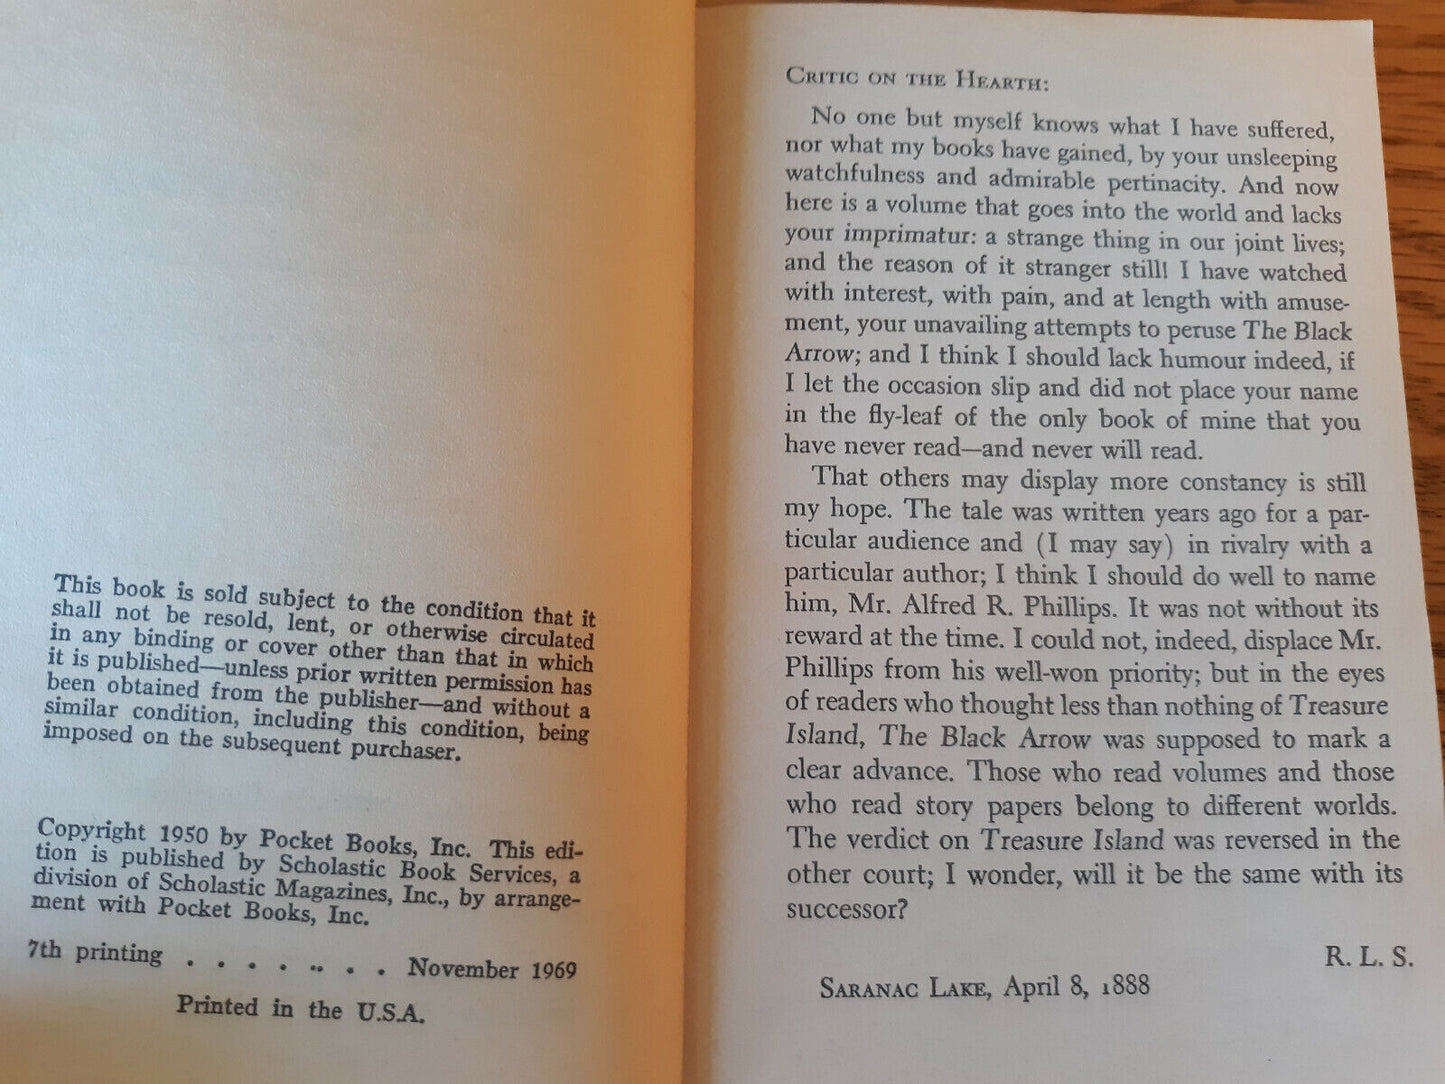 This book is sold subject to the condition that it
shall not be resold, lent, or otherwise circulated
in any binding or cover other than that in which
it is published—unless prior written permission has
been obtained from the publisher—and without a
similar condition, including this condition, being
imposed on the subsequent purchaser.
Copyright 1950 by Pocket Books, Inc. This edi-
tion is published by Scholastic Book Services, a
division of Scholastic Magazines, Inc., by arrange-
ment with Pocket Books, Inc.
7th printing . . . . .. . . November 1969
Printed in the U.S.A.
Critic on the Hearth:
No one but myself knows what I have suffered,
nor what my books have gained, by your unsleeping
watchfulness and admirable pertinacity. And now
here is a volume that goes into the world and lacks
your imprimatur: a strange thing in our joint lives;
and the reason of it stranger still! I have watched
with interest, with pain, and at length with amuse-
ment, your unavailing attempts to peruse The Black
Arrow; and I think I should lack humour indeed, if
I let the occasion slip and did not place your name
in the fly-leaf of the only book of mine that you
have never read—and never will read.
That others may display more constancy is still
my hope. The tale was written years ago for a par-
ticular audience and (I may say) in rivalry with a
particular author; I think I should do well to name
him, Mr. Alfred R. Phillips. It was not without its
reward at the time. I could not, indeed, displace Mr.
Phillips from his well-won priority; but in the eyes
of readers who thought less than nothing of Treasure
Island, The Black Arrow was supposed to mark a
clear advance. Those who read volumes and those
who read story papers belong to different worlds.
The verdict on Treasure Island was reversed in the
other court; I wonder, will it be the same with its
successor?
R. L. S.
Saranac Lake, April 8, 1888